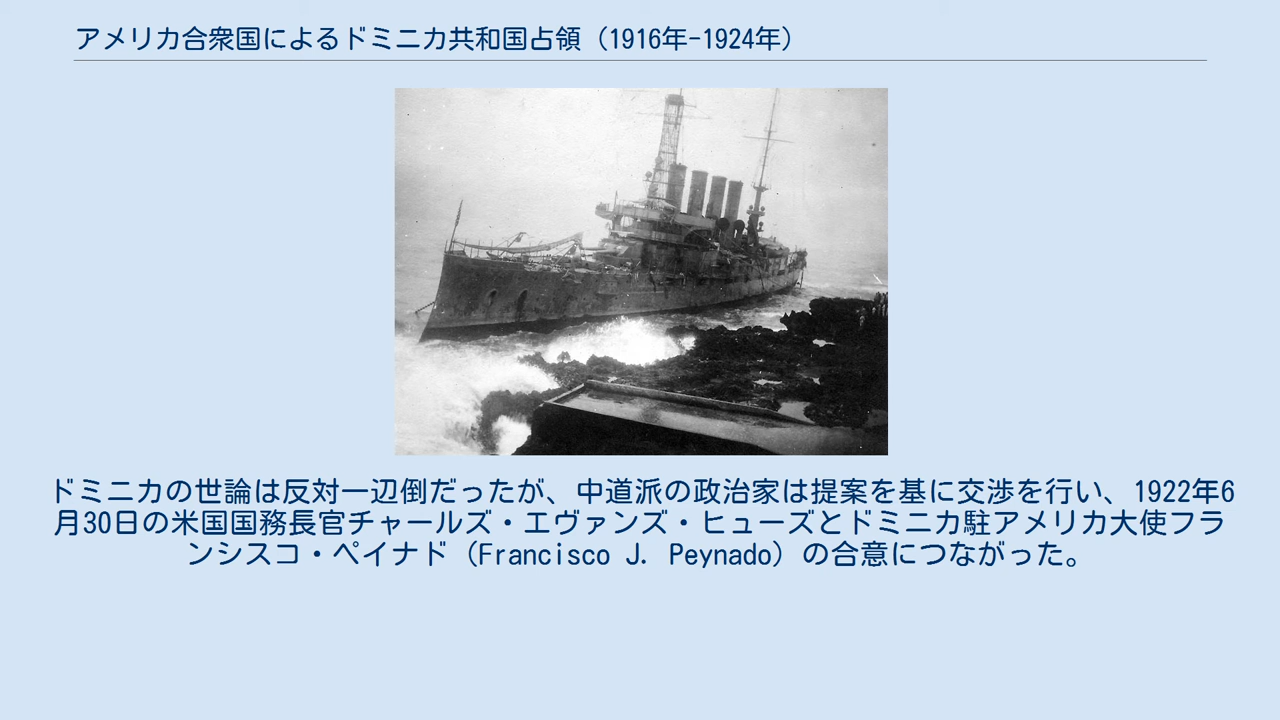 アメリカ合衆国によるドミニカ共和国占領（1916年-1924年）
ドミニカの世論は反対一辺倒だったが、中道派の政治家は提案を基に交渉を行い、1922年6
月30日の米国国務長官チャールズ・エヴァンズ・ヒューズとドミニカ駐アメリカ大使フラ
ンシスコ・ペイナド（Francisco J. Peynado）の合意につながった。